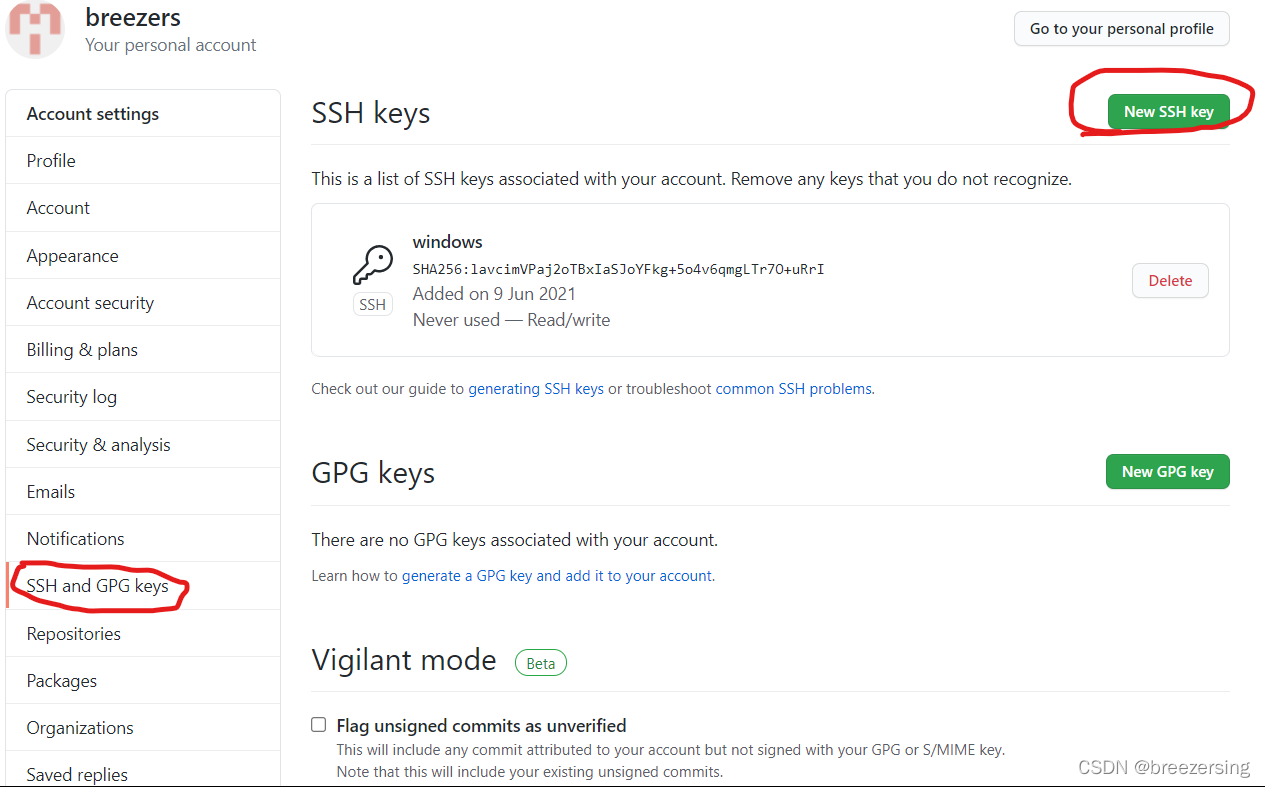 breezers
Your personal account
Go to your personal profile
Account settings
Profile
Account
Appearance
Account security
Billing & plans
Security log
Security & analysis
Emails
Notifications
SSH and GPG keys
Repositories
Packages
Organizations
Saved replies
SSH keys
New SSH key
This is a list of SSH keys associated with your account. Remove any keys that you do not recognize.
windows
SHA256:lavcimVPaj2oTBxIaSJoYFkg+5o4v6qmgLTr7O+uRrI
Added on 9 Jun 2021
Never used — Read/write
SSH
Delete
Check out our guide to generating SSH keys or troubleshoot common SSH problems.
GPG keys
New GPG key
There are no GPG keys associated with your account.
Learn how to generate a GPG key and add it to your account.
Vigilant mode
Beta
Flag unsigned commits as unverified
This will include any commit attributed to your account but not signed with your GPG or S/MIME key.
Note that this will include your existing unsigned commits.
CSDN @breezersing